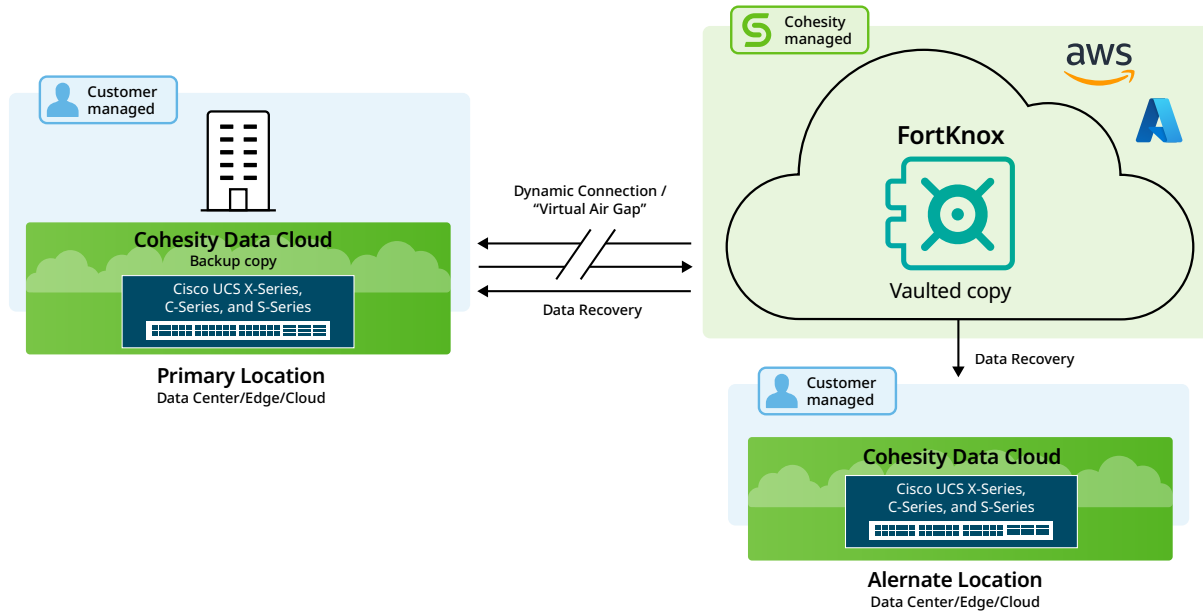 Customer
managed
Cohesity Data Cloud
Backup copy
Cisco UCS X-Series,
C-Series, and S-Series
Primary Location
Data Center/Edge/Cloud
Dynamic Connection /
“Virtual Air Gap”
Data Recovery
Cohesity
managed
aws
FortKnox
Vaulted copy
Data Recovery
Customer
managed
Cohesity Data Cloud
Cisco UCS X-Series,
C-Series, and S-Series
Alernate Location
Data Center/Edge/Cloud